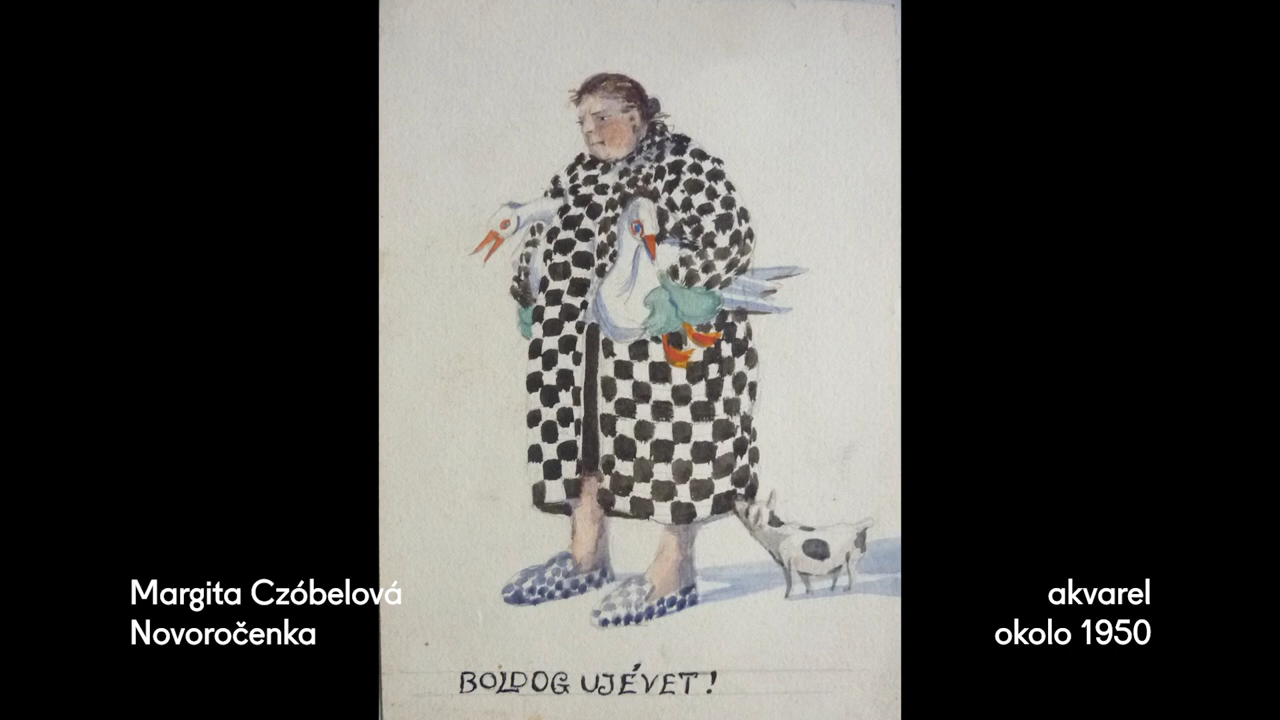 Margita Czóbelová
Novoročenka
akvarel
okolo 1950
BOLDOG UJÉVET!